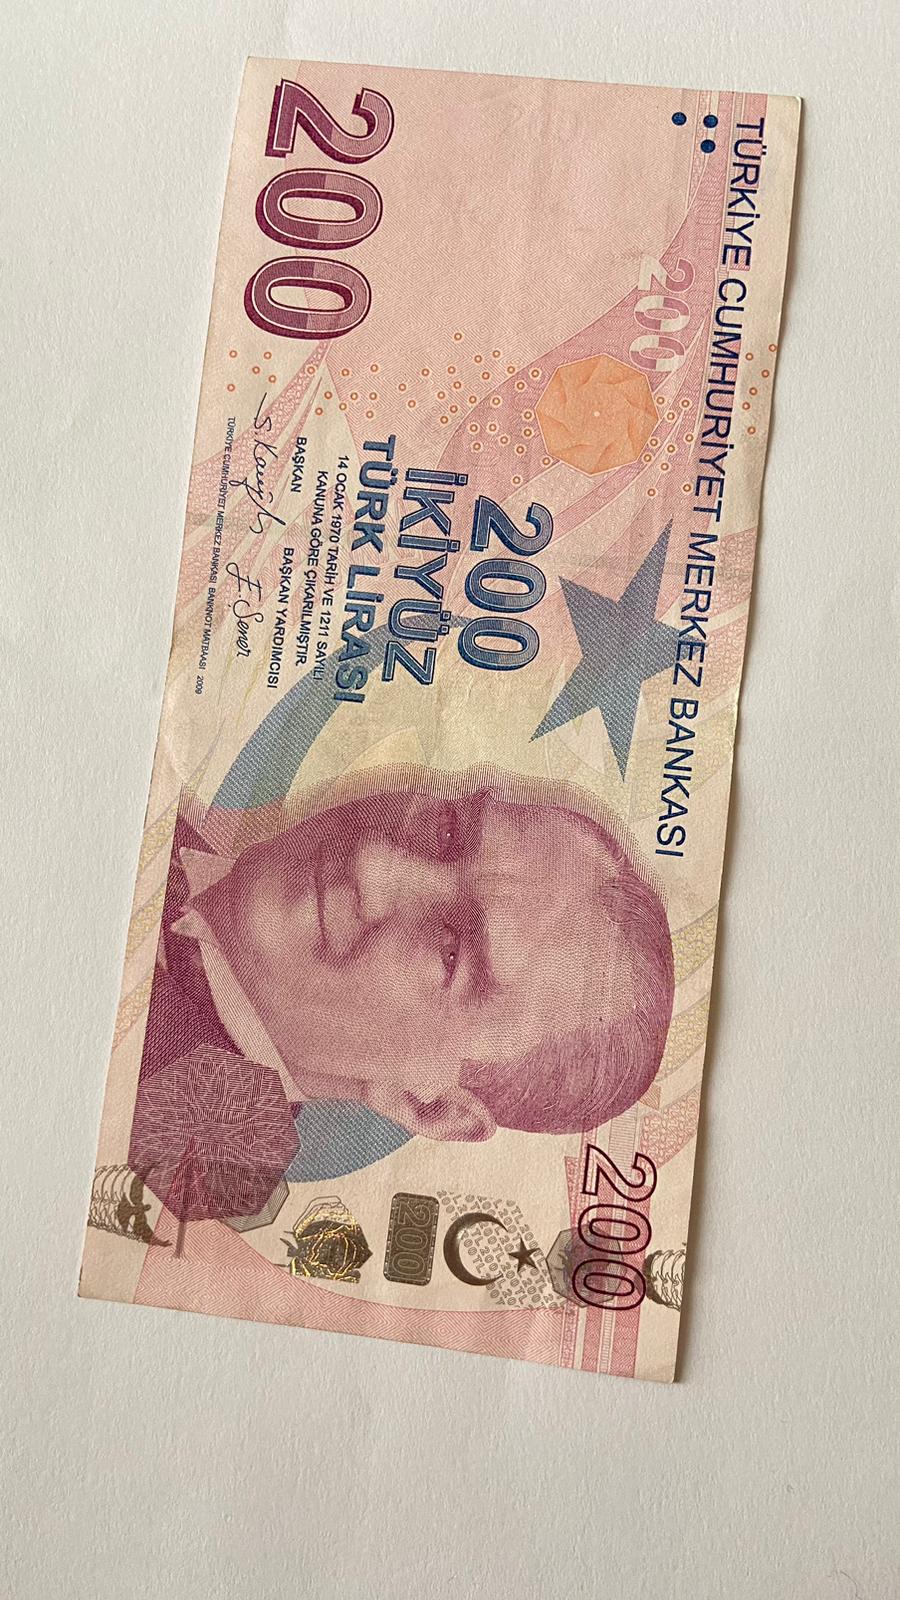 TÜRKİYE CUMHURİYET MERKEZ BANKASI
200
200
İKİYÜZ
TÜRK LİRASI
14 OCAK 1970 TARİH VE 1211 SAYILI
KANUNA GÖRE ÇIKARILMIŞTIR
BAŞKAN BAŞKAN YARDIMCISI
TÜRKİYE CUMHURİYET MERKEZ BANKASI BANKNOT MATBAASI 2009
200
200
200